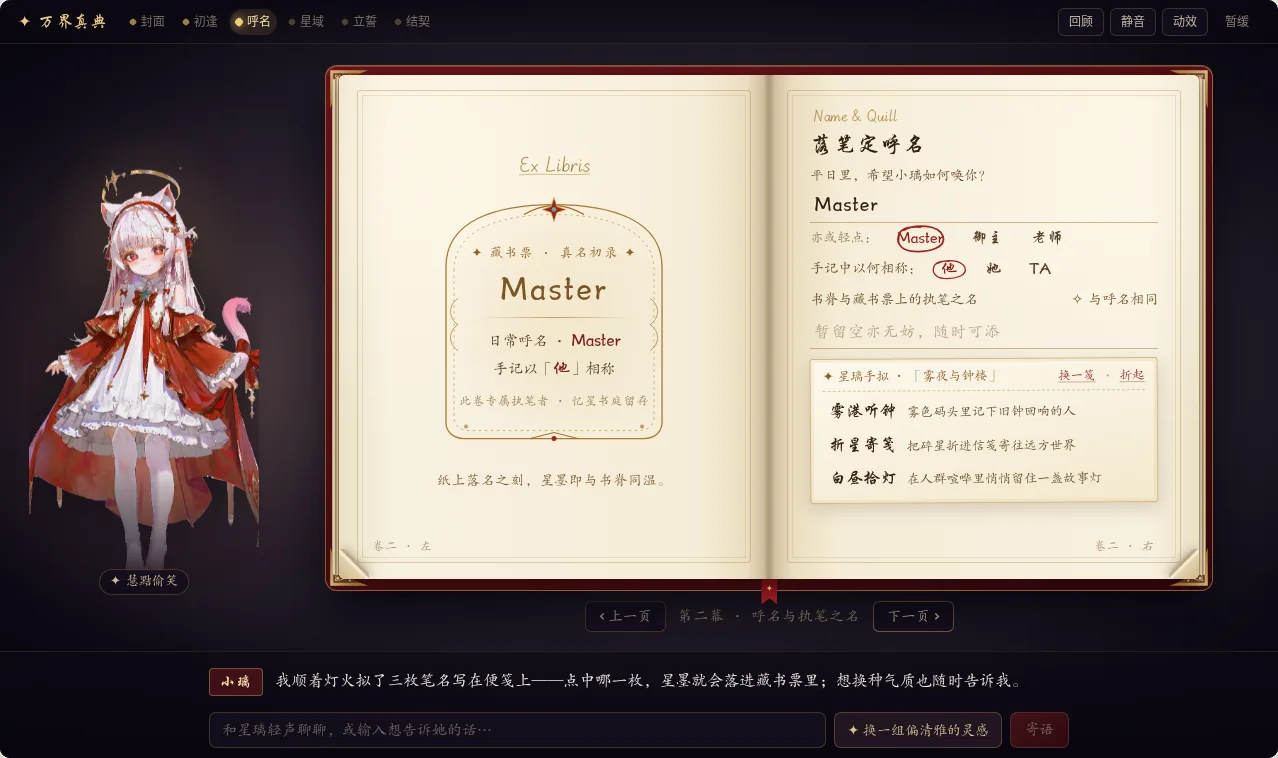 ✦ 万界真典
封面 初逢 呼名 星域 立誓 结契
回顾 静音 动效 暂缓
Ex Libris
✦ 藏书票 · 真名初录 ✦
Master
日常呼名 · Master
手记以「他」相称
此卷专属执笔者 · 忆星书庭留存
纸上落名之刻，星墨即与书脊同温。
卷二 · 左
Name & Quill
落笔定呼名
平日里，希望小璃如何唤你？
Master
亦或轻点： Master 御主 老师
手记中以何相称： 他 她 TA
书脊与藏书票上的执笔之名 ✧ 与呼名相同
暂留空亦无妨，随时可添
✦ 星璃手拟 · 「雾夜与钟楼」 换一笺 · 折起
雾港听钟 雾色码头里记下旧钟回响的人
折星寄笺 把碎星折进信笺寄往远方世界
白昼拾灯 在人群喧哗里悄悄留住一盏故事灯
卷二 · 右
✦ 慧黠偷笑
‹ 上一页 第二幕 · 呼名与执笔之名 下一页 ›
小璃 我顺着灯火拟了三枚笔名写在便笺上——点中哪一枚，星墨就会落进藏书票里；想换种气质也随时告诉我。
和星璃轻声聊聊，或输入想告诉她的话…
✦ 换一组偏清雅的灵感
寄语